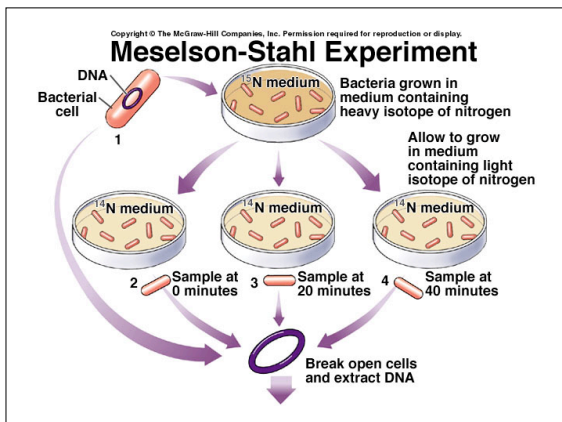 Copyright © The McGraw-Hill Companies, Inc. Permission required for reproduction or display.
Meselson-Stahl Experiment
DNA
Bacterial
cell
1
15N medium
Bacteria grown in
medium containing
heavy isotope of nitrogen
Allow to grow
in medium
containing light
isotope of nitrogen
14N medium
14N medium
14N medium
2
Sample at
0 minutes
3
Sample at
20 minutes
4
Sample at
40 minutes
Break open cells
and extract DNA